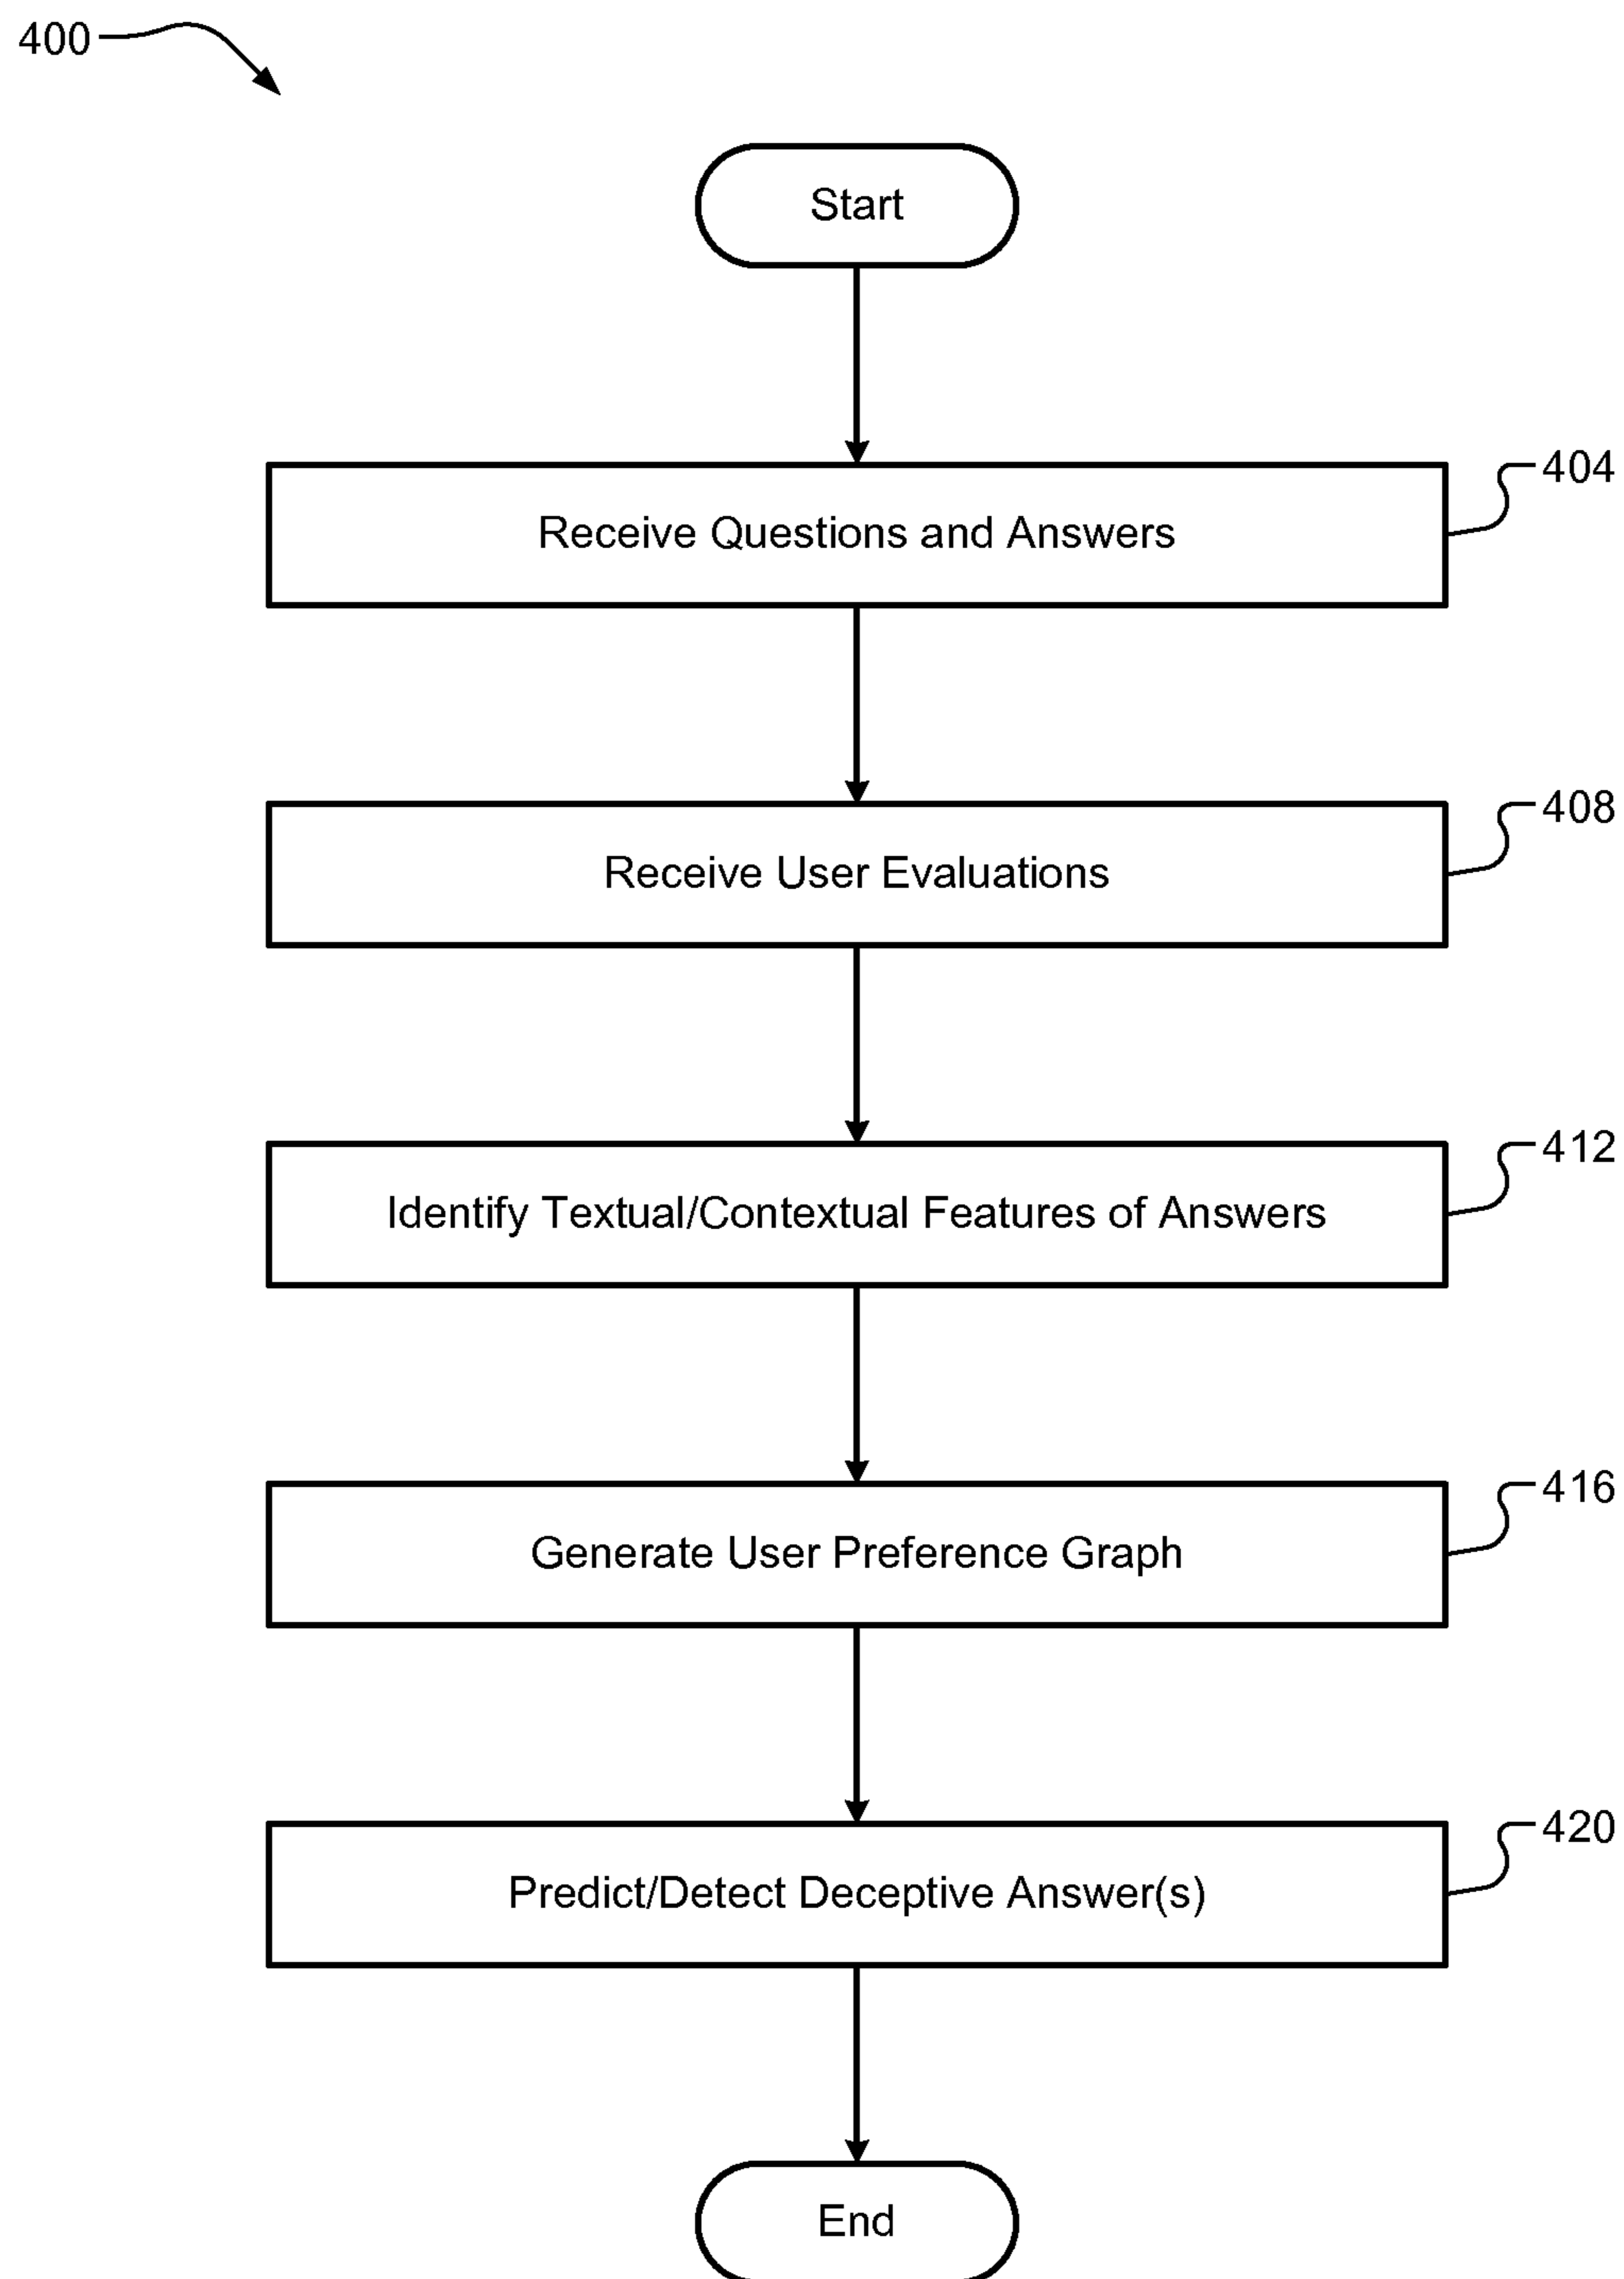 400
Start
Receive Questions and Answers
404
Receive User Evaluations
408
Identify Textual/Contextual Features of Answers
412
Generate User Preference Graph
416
Predict/Detect Deceptive Answer(s)
420
End